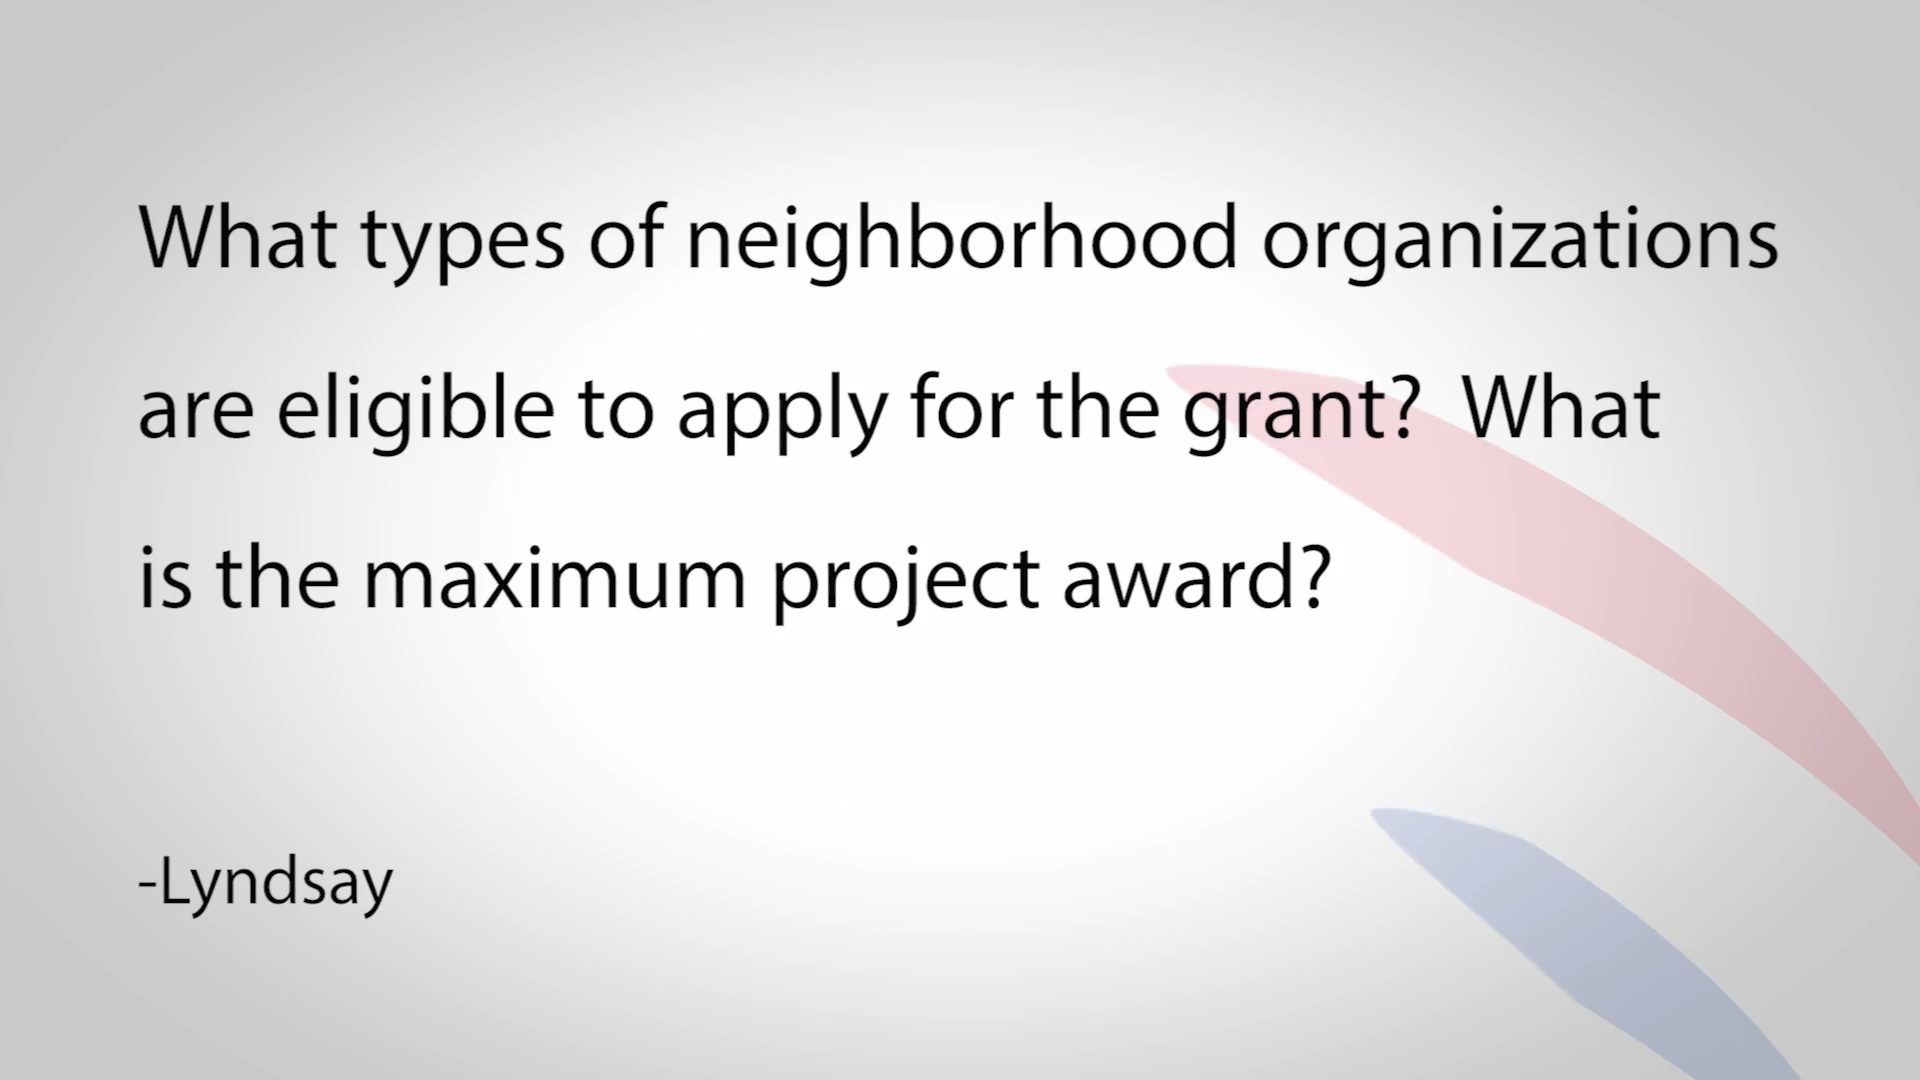 What types of neighborhood organizations
are eligible to apply for the grant?  What
is the maximum project award?
-Lyndsay